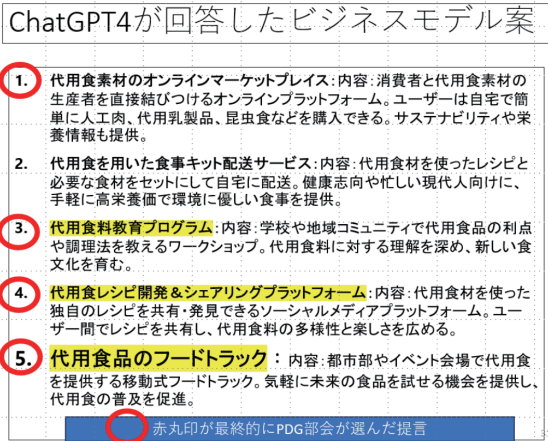 ChatGPT4が回答したビジネスモデル案
1. 代用食素材のオンラインマーケットプレイス：内容：消費者と代用食素材の
生産者を直接結びつけるオンラインプラットフォーム。ユーザーは自宅で簡
単に人工肉、代用乳製品、昆虫食などを購入できる。サステナビリティや栄
養情報も提供。
2. 代用食を用いた食事キット配送サービス：内容：代用食材を使ったレシピと
必要な食材をセットにして自宅に配送。健康志向や忙しい現代人向けに、
手軽に高栄養価で環境に優しい食事を提供。
3. 代用食料教育プログラム：内容：学校や地域コミュニティで代用食品の利点
や調理法を教えるワークショップ。代用食料に対する理解を深め、新しい食
文化を育む。
4. 代用食レシピ開発＆シェアリングプラットフォーム：内容：代用食材を使った
独自のレシピを共有・発見できるソーシャルメディアプラットフォーム。ユー
ザー間でレシピを共有し、代用食料の多様性と楽しさを広める。
5. 代用食品のフードトラック： 内容：都市部やイベント会場で代用食
を提供する移動式フードトラック。気軽に未来の食品を試せる機会を提供し、
代用食の普及を促進。
赤丸印が最終的にPDG部会が選んだ提言